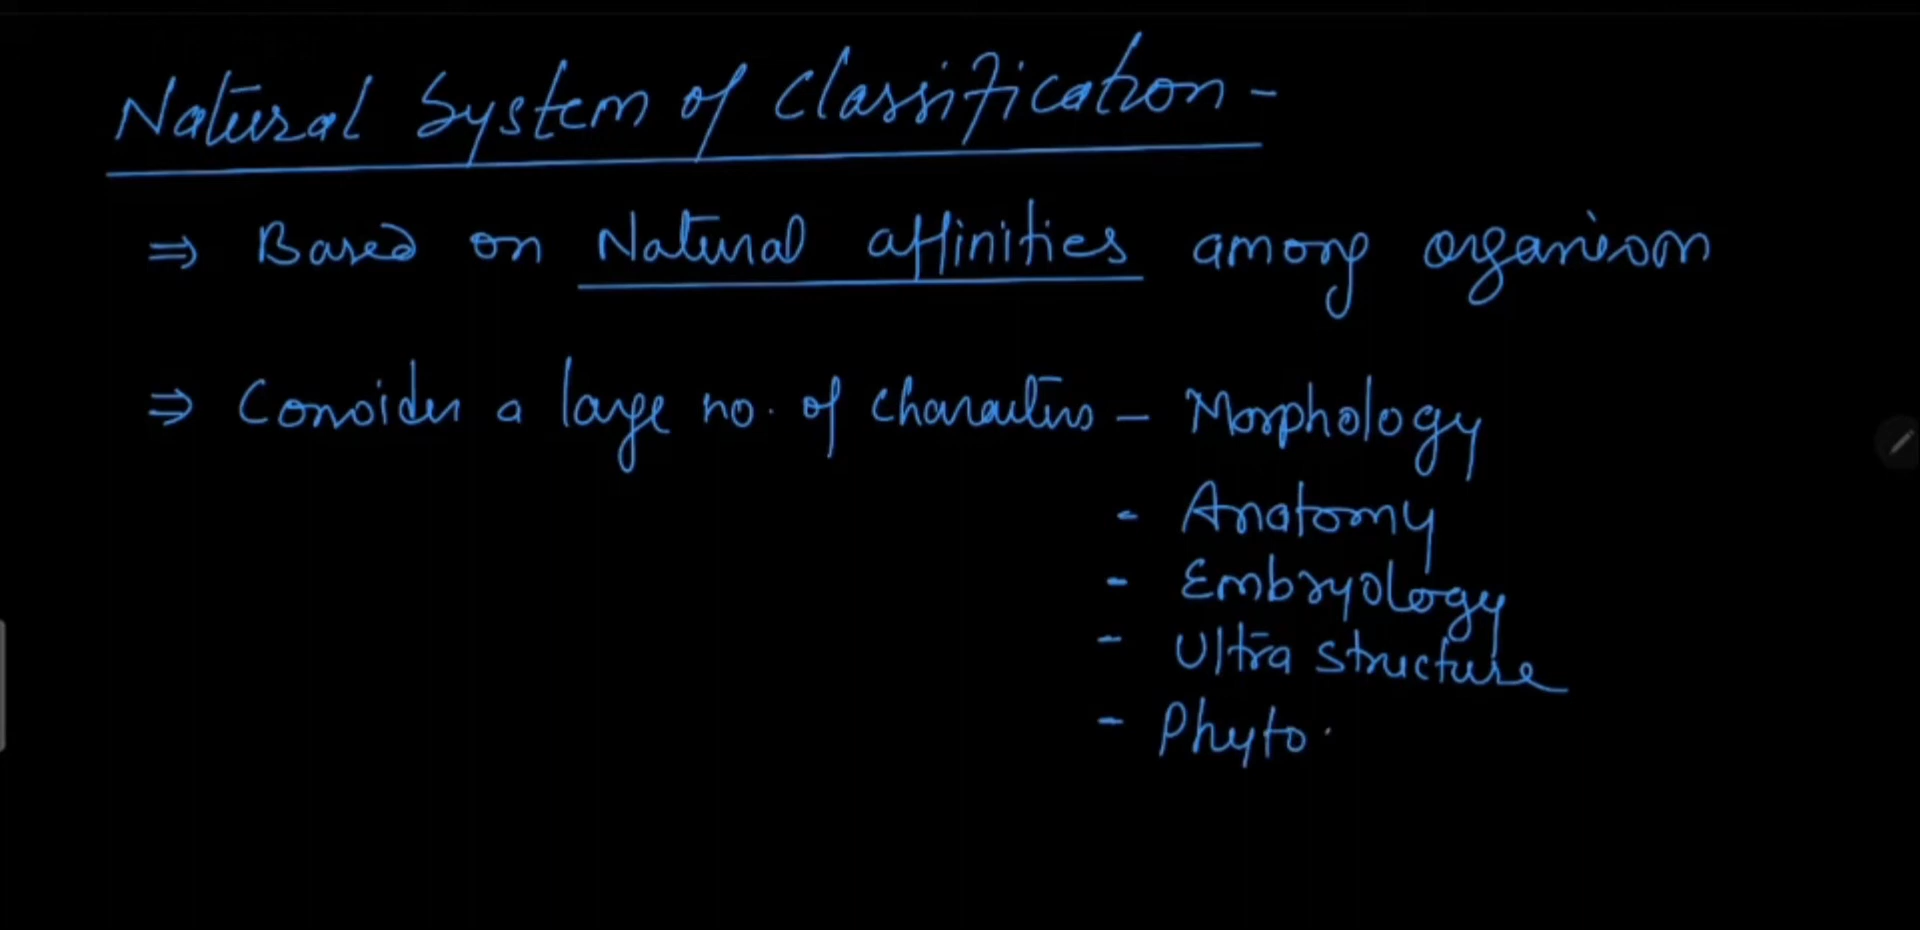 Natural System of Classification -
⇒ Based on Natural affinities among organism
⇒ Consider a large no. of characters - Morphology
- Anatomy
- Embryology
- Ultra structure
- Phyto